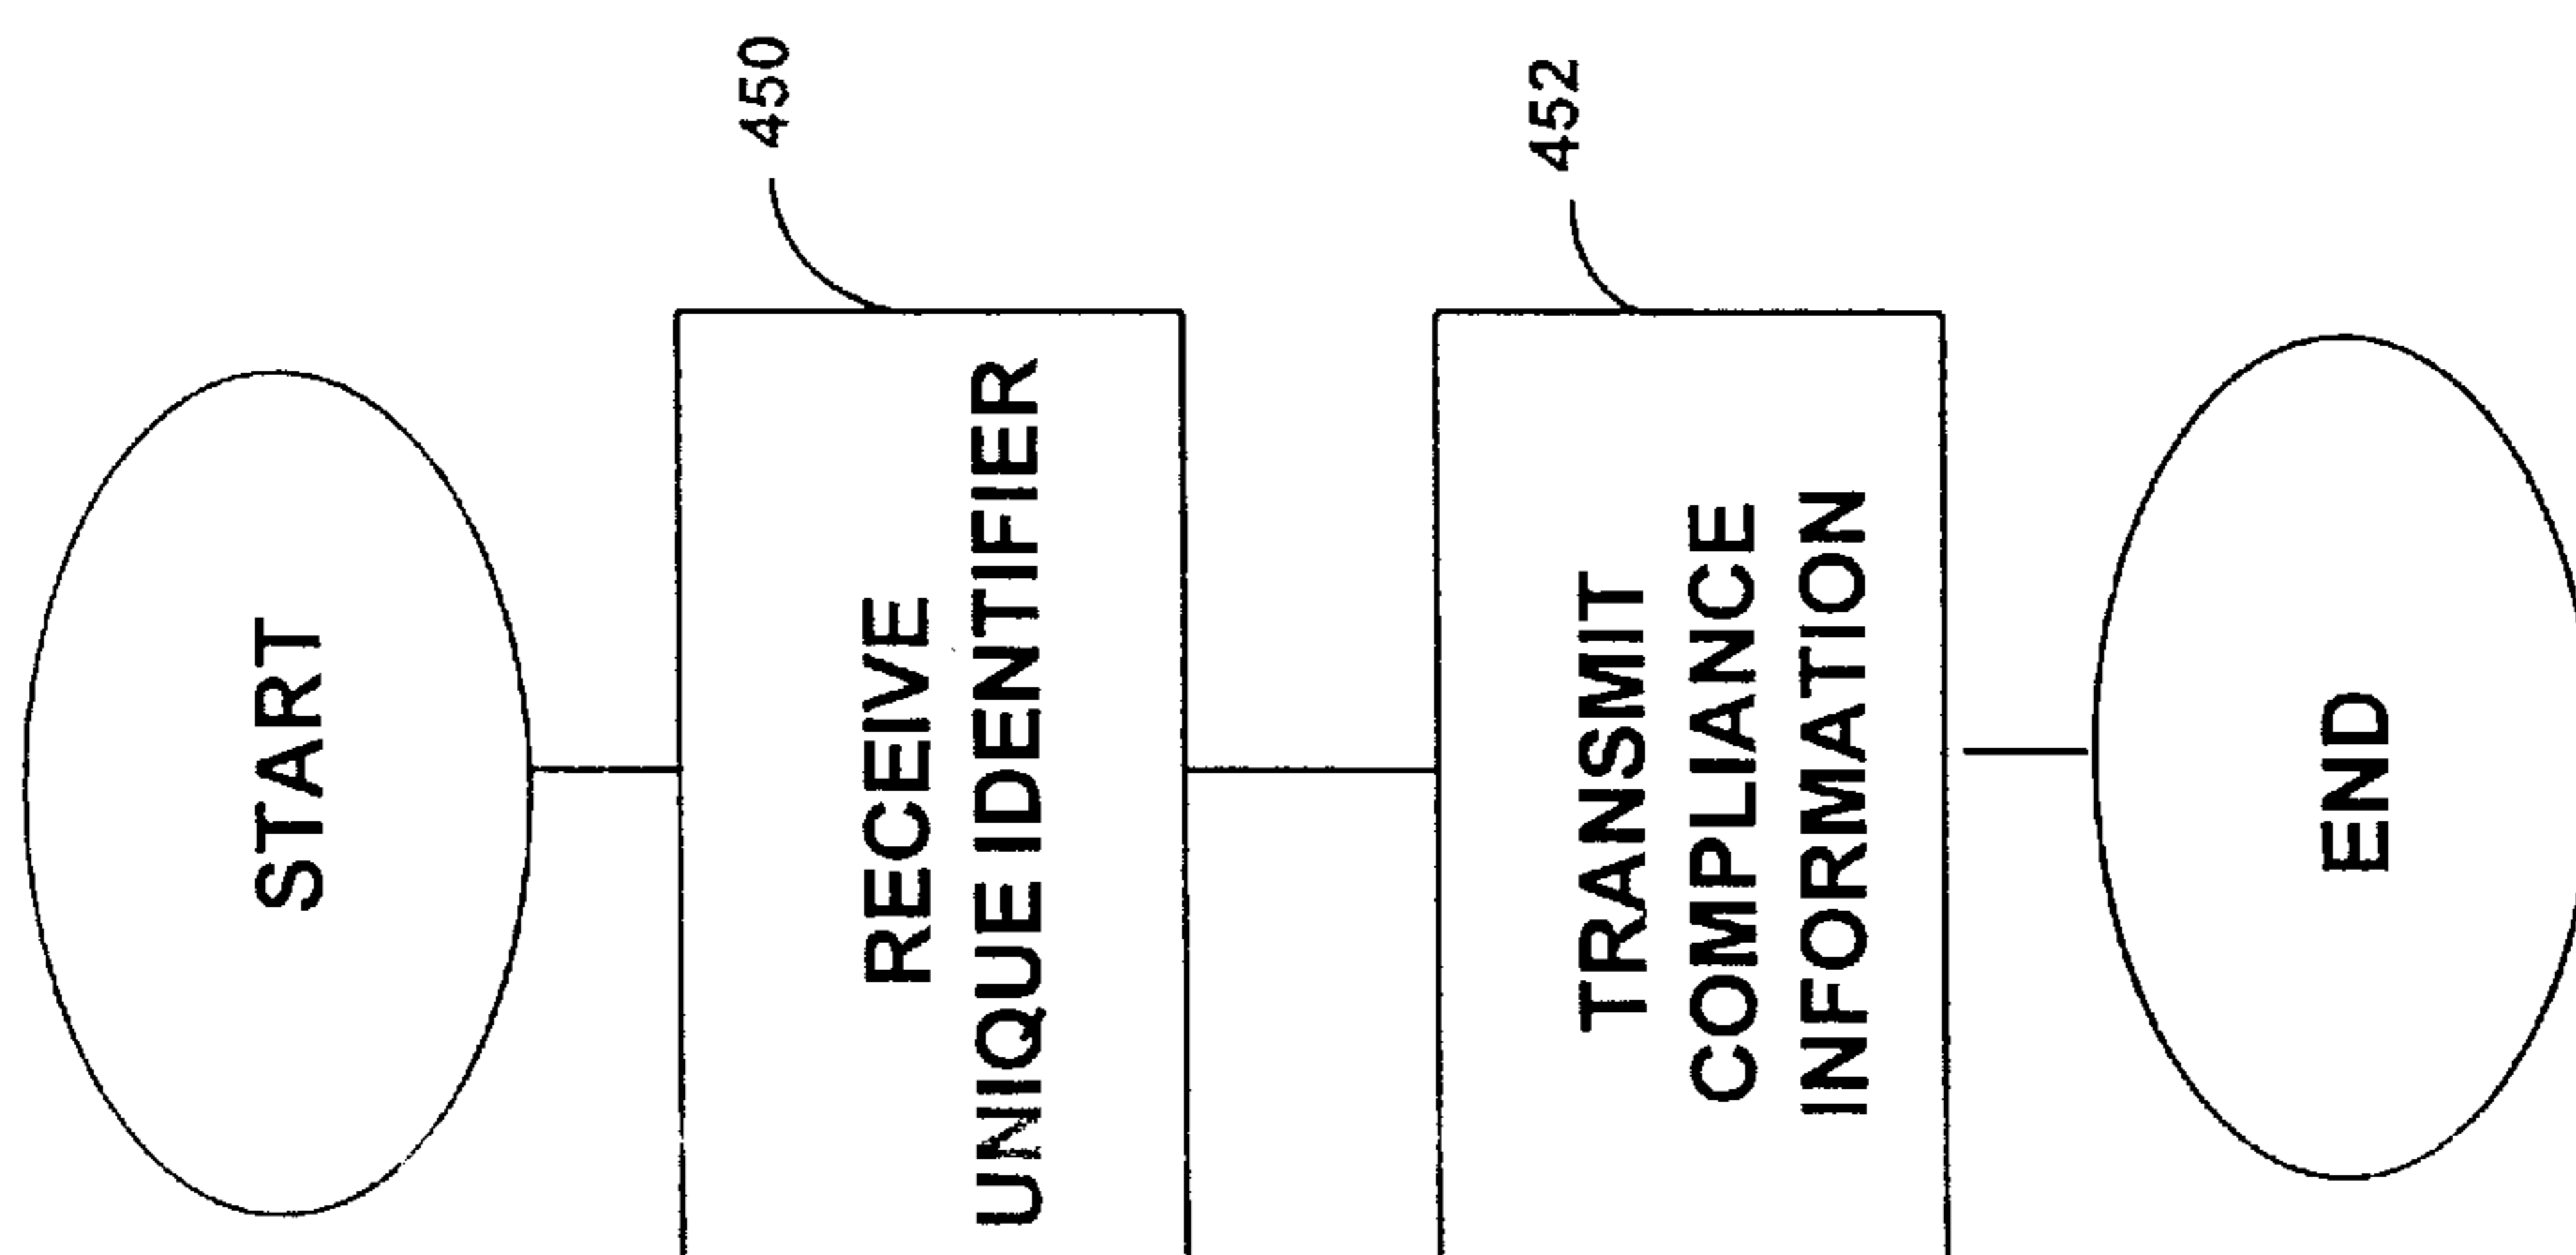 START
450
RECEIVE
UNIQUE IDENTIFIER
452
TRANSMIT
COMPLIANCE
INFORMATION
END